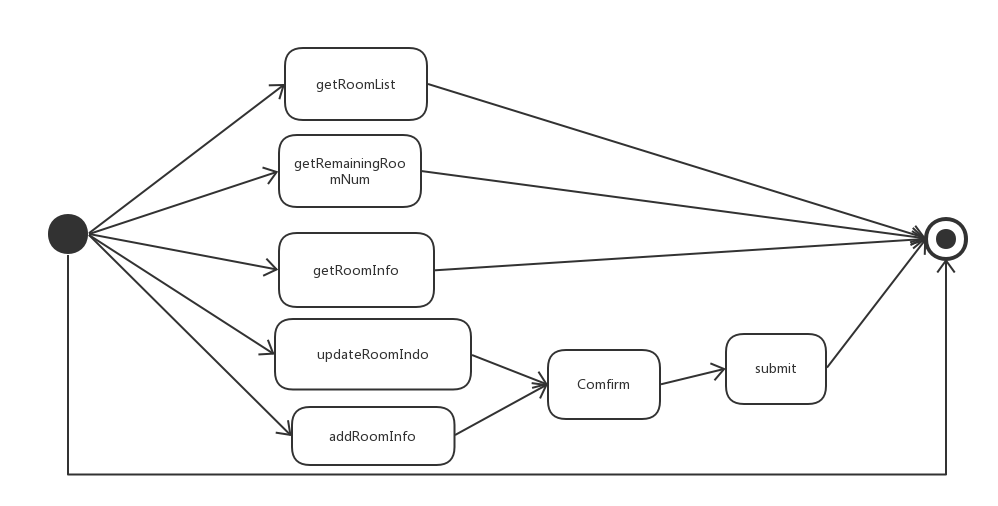 getRoomList
getRemainingRoo
mNum
getRoomInfo
updateRoomIndo
Comfirm
submit
addRoomInfo